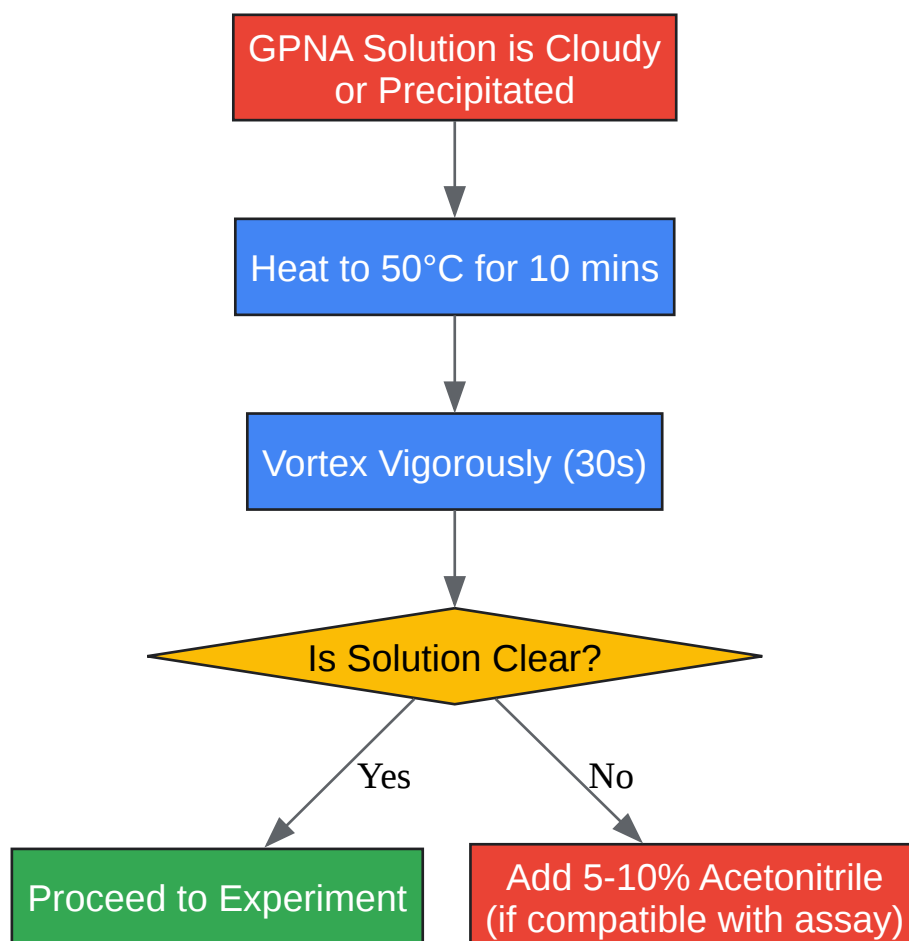 GPNA Solution is Cloudy
or Precipitated
Heat to 50°C for 10 mins
Vortex Vigorously (30s)
Is Solution Clear?
Yes
No
Proceed to Experiment
Add 5-10% Acetonitrile
(if compatible with assay)